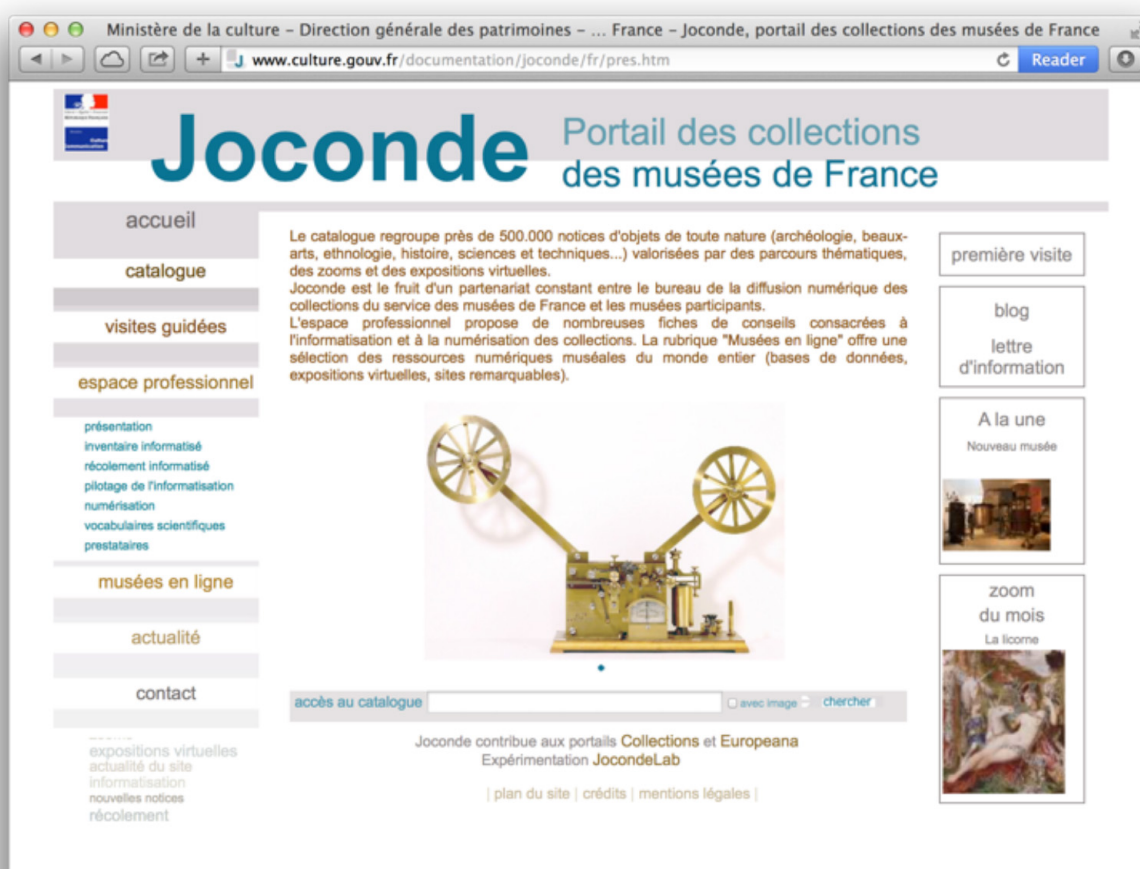 Ministère de la culture – Direction générale des patrimoines – ... France – Joconde, portail des collections des musées de France
www.culture.gouv.fr/documentation/joconde/fr/pres.htm
Reader
Joconde
Portail des collections
des musées de France
accueil
catalogue
visites guidées
espace professionnel
présentation
inventaire informatisé
récolement informatisé
pilotage de l'informatisation
numérisation
vocabulaires scientifiques
prestataires
musées en ligne
actualité
contact
expositions virtuelles
actualité du site
informatisation
nouvelles notices
récolement
Le catalogue regroupe près de 500.000 notices d'objets de toute nature (archéologie, beaux-
arts, ethnologie, histoire, sciences et techniques...) valorisées par des parcours thématiques,
des zooms et des expositions virtuelles.
Joconde est le fruit d'un partenariat constant entre le bureau de la diffusion numérique des
collections du service des musées de France et les musées participants.
L'espace professionnel propose de nombreuses fiches de conseils consacrées à
l'informatisation et à la numérisation des collections. La rubrique "Musées en ligne" offre une
sélection des ressources numériques muséales du monde entier (bases de données,
expositions virtuelles, sites remarquables).
accès au catalogue
avec image
chercher
Joconde contribue aux portails Collections et Europeana
Expérimentation JocondeLab
| plan du site | crédits | mentions légales |
première visite
blog
lettre
d'information
A la une
Nouveau musée
zoom
du mois
La licorne